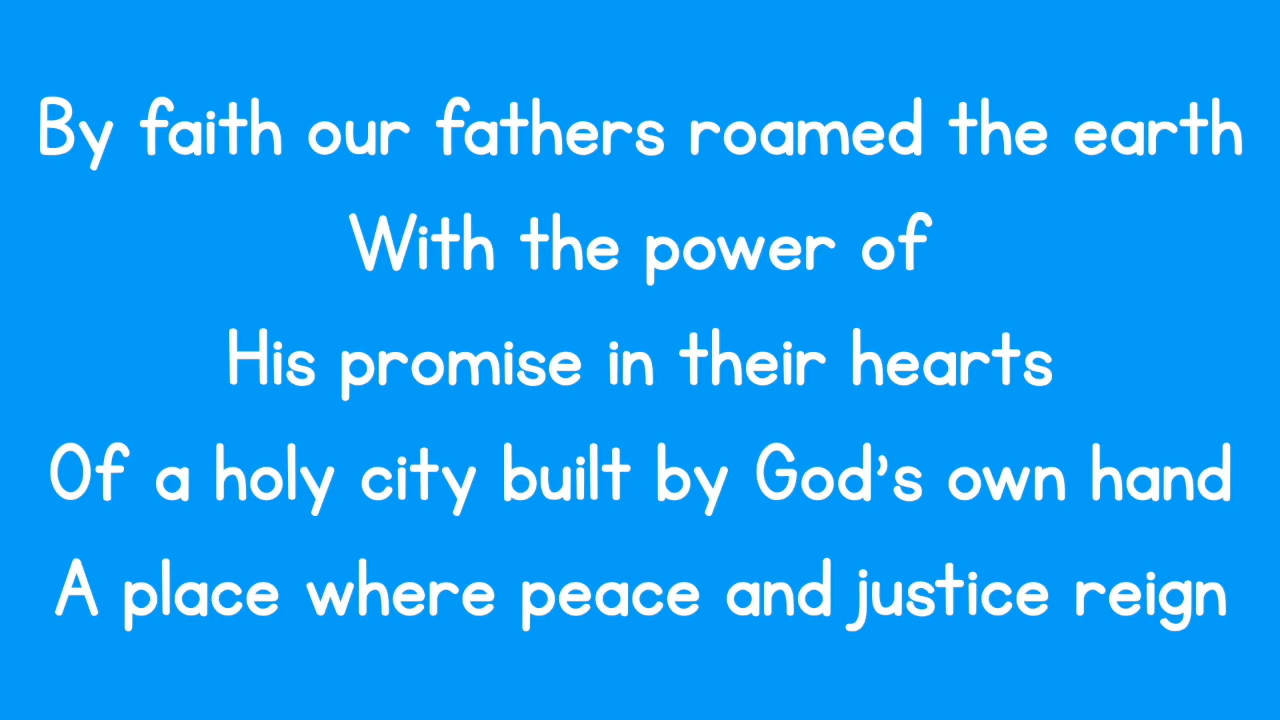 By faith our fathers roamed the earth
With the power of
His promise in their hearts
Of a holy city built by God's own hand
A place where peace and justice reign